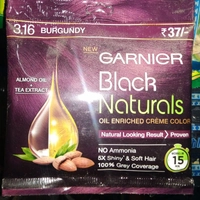 3.16 BURGUNDY
₹37/-
NEW
GARNIER
Black
Naturals
OIL ENRICHED CRÈME COLOR
ALMOND OIL
+
TEA EXTRACT
Natural Looking Result > Proven
NO Ammonia
5X Shiny* & Soft Hair
100% Grey Coverage
15